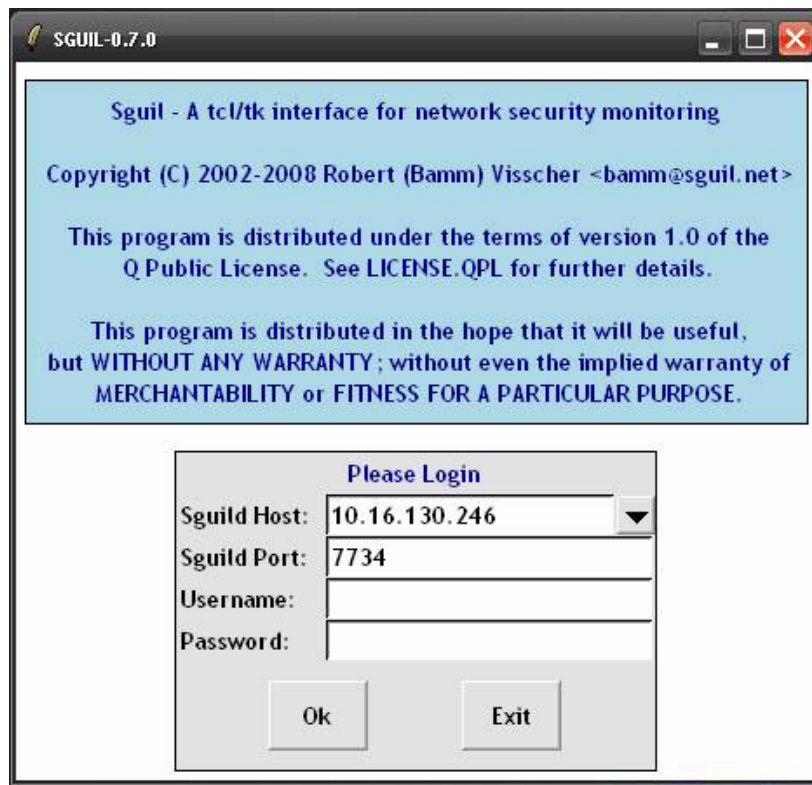 SGUIL-0.7.0
Sguil - A tcl/tk interface for network security monitoring
Copyright (C) 2002-2008 Robert (Bamm) Visscher <bamm@sguil.net>
This program is distributed under the terms of version 1.0 of the
Q Public License. See LICENSE.QPL for further details.
This program is distributed in the hope that it will be useful,
but WITHOUT ANY WARRANTY; without even the implied warranty of
MERCHANTABILITY or FITNESS FOR A PARTICULAR PURPOSE.
Please Login
Sguild Host: 10.16.130.246
Sguild Port: 7734
Username:
Password:
Ok Exit